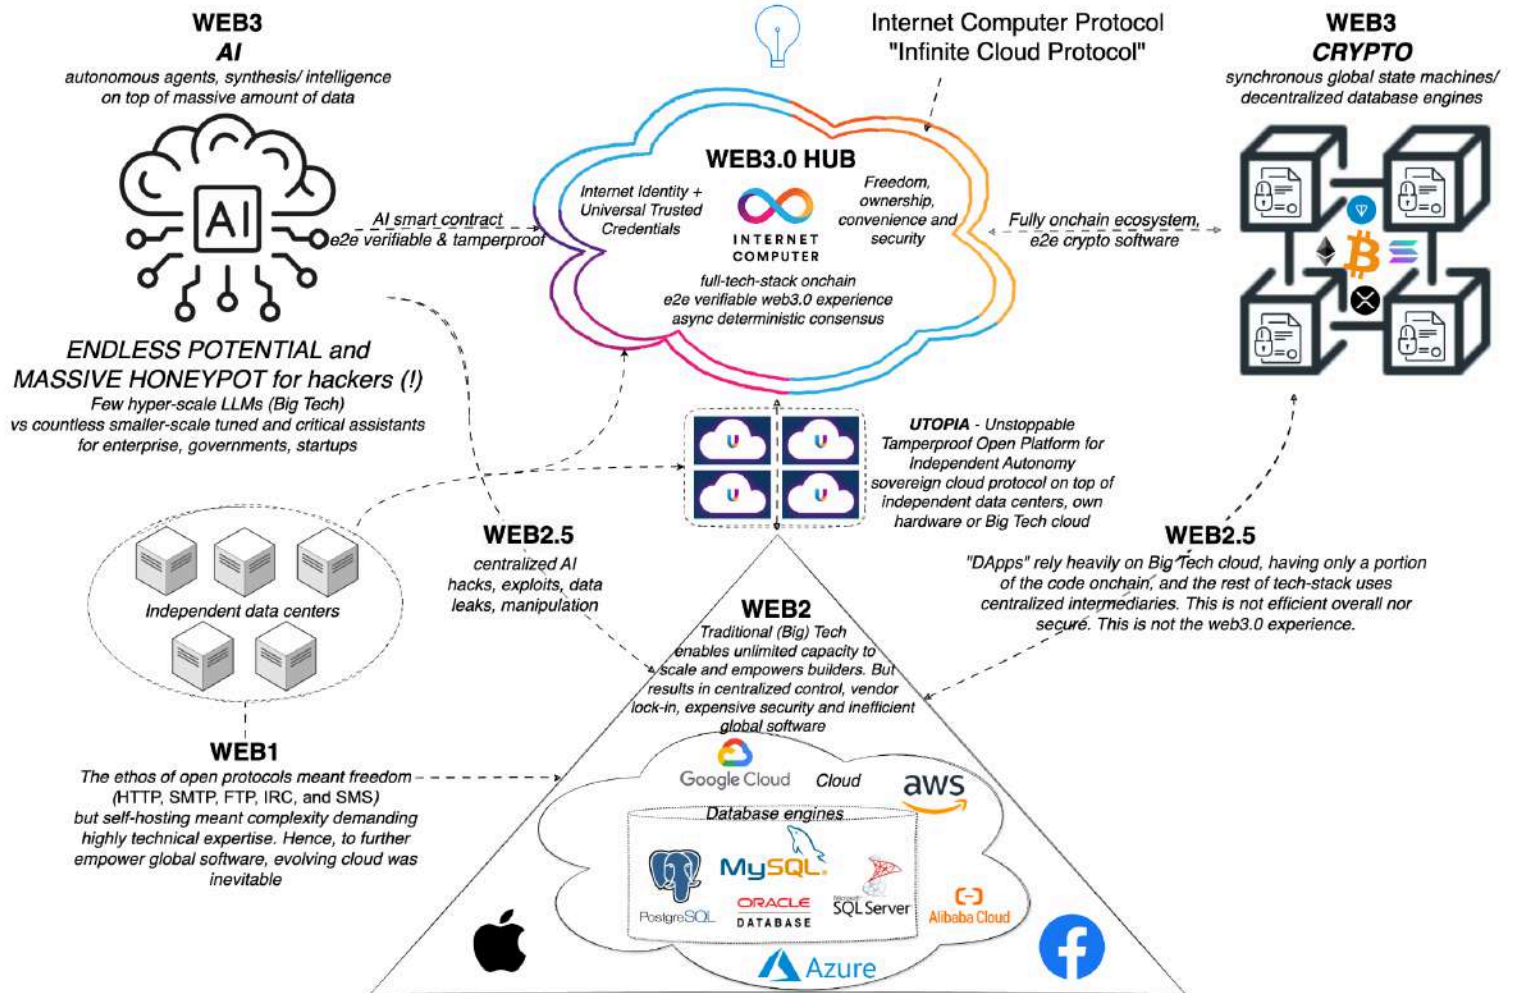 WEB3
AI
autonomous agents, synthesis/ intelligence
on top of massive amount of data
AI
AI smart contract
e2e verifiable & tamperproof
ENDLESS POTENTIAL and
MASSIVE HONEYPOT for hackers (!)
Few hyper-scale LLMs (Big Tech)
vs countless smaller-scale tuned and critical assistants
for enterprise, governments, startups
Internet Computer Protocol
"Infinite Cloud Protocol"
WEB3.0 HUB
Internet Identity +
Universal Trusted
Credentials
INTERNET
COMPUTER
Freedom,
ownership,
convenience and
security
full-tech-stack onchain
e2e verifiable web3.0 experience
async deterministic consensus
Fully onchain ecosystem,
e2e crypto software
WEB3
CRYPTO
synchronous global state machines/
decentralized database engines
UTOPIA - Unstoppable
Tamperproof Open Platform for
Independent Autonomy
sovereign cloud protocol on top of
independent data centers, own
hardware or Big Tech cloud
WEB2.5
centralized AI
hacks, exploits, data
leaks, manipulation
WEB2.5
"DApps" rely heavily on Big Tech cloud, having only a portion
of the code onchain, and the rest of tech-stack uses
centralized intermediaries. This is not efficient overall nor
secure. This is not the web3.0 experience.
Independent data centers
WEB1
The ethos of open protocols meant freedom
(HTTP, SMTP, FTP, IRC, and SMS)
but self-hosting meant complexity demanding
highly technical expertise. Hence, to further
empower global software, evolving cloud was
inevitable
WEB2
Traditional (Big) Tech
enables unlimited capacity to
scale and empowers builders. But
results in centralized control, vendor
lock-in, expensive security and inefficient
global software
Google Cloud
Cloud
aws
Database engines
PostgreSQL
MySQL
ORACLE
DATABASE
Microsoft
SQL Server
Alibaba Cloud
Azure